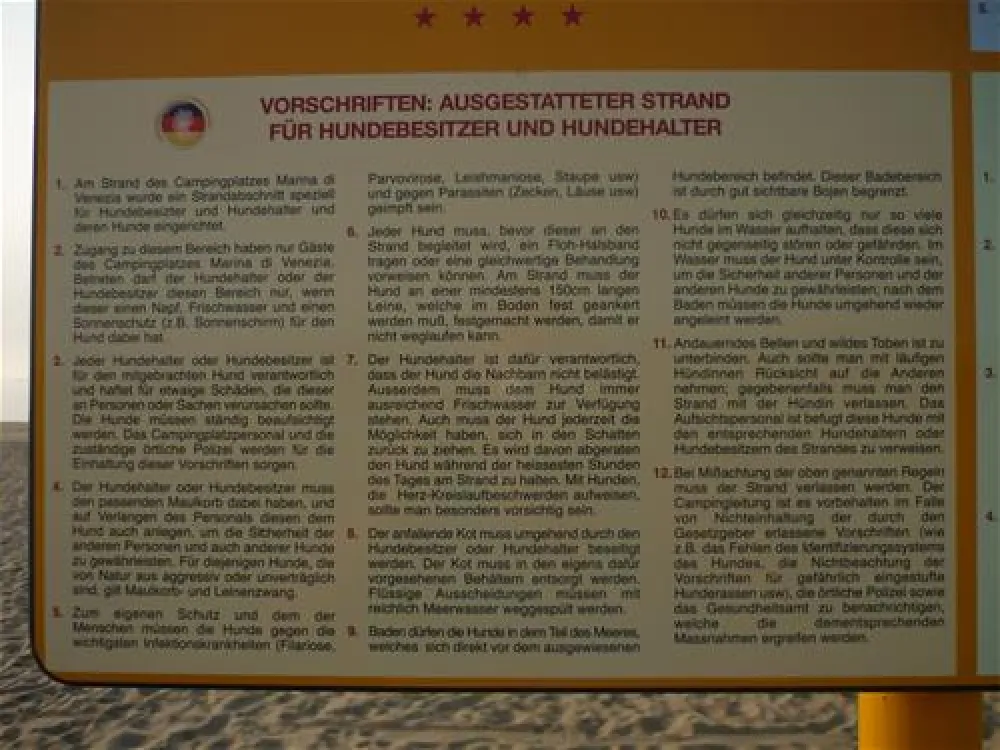 VORSCHRIFTEN: AUSGESTATTETER STRAND
FÜR HUNDEBESITZER UND HUNDEHALTER
1. Am Strand des Campingplatzes Marina di
Venezia wurde ein Strandabschnitt speziell
für Hundebesizter und Hundehalter und
deren Hunde eingerichtet.
2. Zugang zu diesem Bereich haben nur Gäste
des Campingplatzes Marina di Venezia.
Betreten darf der Hundehalter oder der
Hundebesitzer diesen Bereich nur, wenn
dieser einen Napf, Frischwasser und einen
Sonnenschutz (z.B. Sonnenschirm) für den
Hund dabei hat.
3. Jeder Hundehalter oder Hundebesitzer ist
für den mitgebrachten Hund verantwortlich
und haftet für etwaige Schäden, die dieser
an Personen oder Sachen verursachen sollte.
Die Hunde müssen ständig beaufsichtigt
werden. Das Campingplatzpersonal und die
zuständige örtliche Polizei werden für die
Einhaltung dieser Vorschriften sorgen.
4. Der Hundehalter oder Hundebesitzer muss
den passenden Maulkorb dabei haben, und
auf Verlangen des Personals diesen dem
Hund auch anlegen, um die Sicherheit der
anderen Personen und auch anderer Hunde
zu gewährleisten. Für diejenigen Hunde, die
von Natur aus aggressiv oder unverträglich
sind, gilt Maulkorb- und Leinenzwang.
5. Zum eigenen Schutz und dem der
Menschen müssen die Hunde gegen die
wichtigsten Infektionskrankheiten (Filariose,
Parvovirose, Leishmaniose, Staupe usw)
und gegen Parassiten (Zecken, Läuse usw)
geimpft sein.
6. Jeder Hund muss, bevor dieser an den
Strand begleitet wird, ein Floh-Halsband
tragen oder eine gleichwertige Behandlung
vorweisen können. Am Strand muss der
Hund an einer mindestens 150cm langen
Leine, welche im Boden fest geankert
werden muß, festgemacht werden, damit er
nicht weglaufen kann.
7. Der Hundehalter ist dafür verantwortlich,
dass der Hund die Nachbarn nicht belästigt.
Ausserdem muss dem Hund immer
ausreichend Frischwasser zur Verfügung
stehen. Auch muss der Hund jederzeit die
Möglichkeit haben, sich in den Schatten
zurück zu ziehen. Es wird davon abgeraten
den Hund während der heissesten Stunden
des Tages am Strand zu halten. Mit Hunden,
die Herz-Kreislaufbeschwerden aufweisen,
sollte man besonders vorsichtig sein.
8. Der anfallende Kot muss umgehend durch den
Hundebesitzer oder Hundehalter beseitigt
werden. Der Kot muss in den eigens dafür
vorgesehenen Behältern entsorgt werden.
Flüssige Ausscheidungen müssen mit
reichlich Meerwasser weggespült werden.
9. Baden dürfen die Hunde in dem Teil des Meeres,
welches sich direkt vor dem ausgewiesenen
Hundebereich befindet. Dieser Badebereich
ist durch gut sichtbare Bojen begrenzt.
10. Es dürfen sich gleichzeitig nur so viele
Hunde im Wasser aufhalten, dass diese sich
nicht gegenseitig stören oder gefährden. Im
Wasser muss der Hund unter Kontrolle sein,
um die Sicherheit anderer Personen und der
anderen Hunde zu gewährleisten; nach dem
Baden müssen die Hunde umgehend wieder
angeleint werden.
11. Andauerndes Bellen und wildes Toben ist zu
unterbinden. Auch sollte man mit läufigen
Hündinnen Rücksicht auf die Anderen
nehmen; gegebenenfalls muss man den
Strand mit der Hündin verlassen. Das
Aufsichtspersonal ist befugt diese Hunde mit
den entsprechenden Hundehaltern oder
Hundebesitzern des Strandes zu verweisen.
12. Bei Mißachtung der oben genannten Regeln
muss der Strand verlassen werden. Der
Campingleitung ist es vorbehalten im Falle
von Nichteinhaltung der durch den
Gesetzgeber erlassene Vorschriften (wie
z.B. das Fehlen des Identifizierungssystems
des Hundes, die Nichtbeachtung der
Vorschriften für gefährlich eingestufte
Hunderassen usw), die örtliche Polizei sowie
das Gesundheitsamt zu benachrichtigen,
welche die dementsprechenden
Massnahmen ergreifen werden.
1.
2.
3.
4.